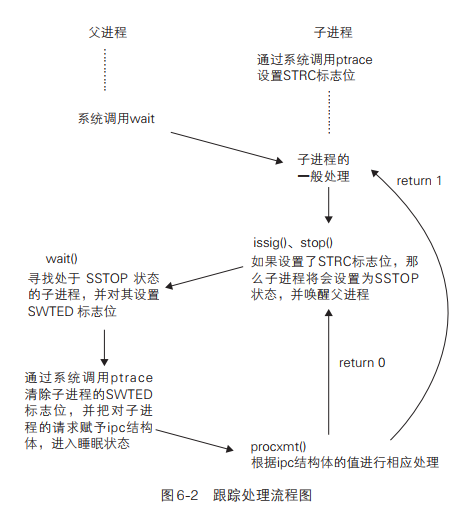 父进程
子进程
通过系统调用ptrace
设置STRC标志位
系统调用wait
子进程的
一般处理
return 1
issig()、stop()
如果设置了STRC标志位，那
么子进程将会设置为SSTOP
状态，并唤醒父进程
wait()
寻找处于 SSTOP 状态
的子进程，并对其设置
SWTED 标志位
return 0
通过系统调用ptrace
清除子进程的SWTED
标志位，并把对子进
程的请求赋予ipc结构
体，进入睡眠状态
procxmt()
根据ipc结构体的值进行相应处理
图6-2 跟踪处理流程图